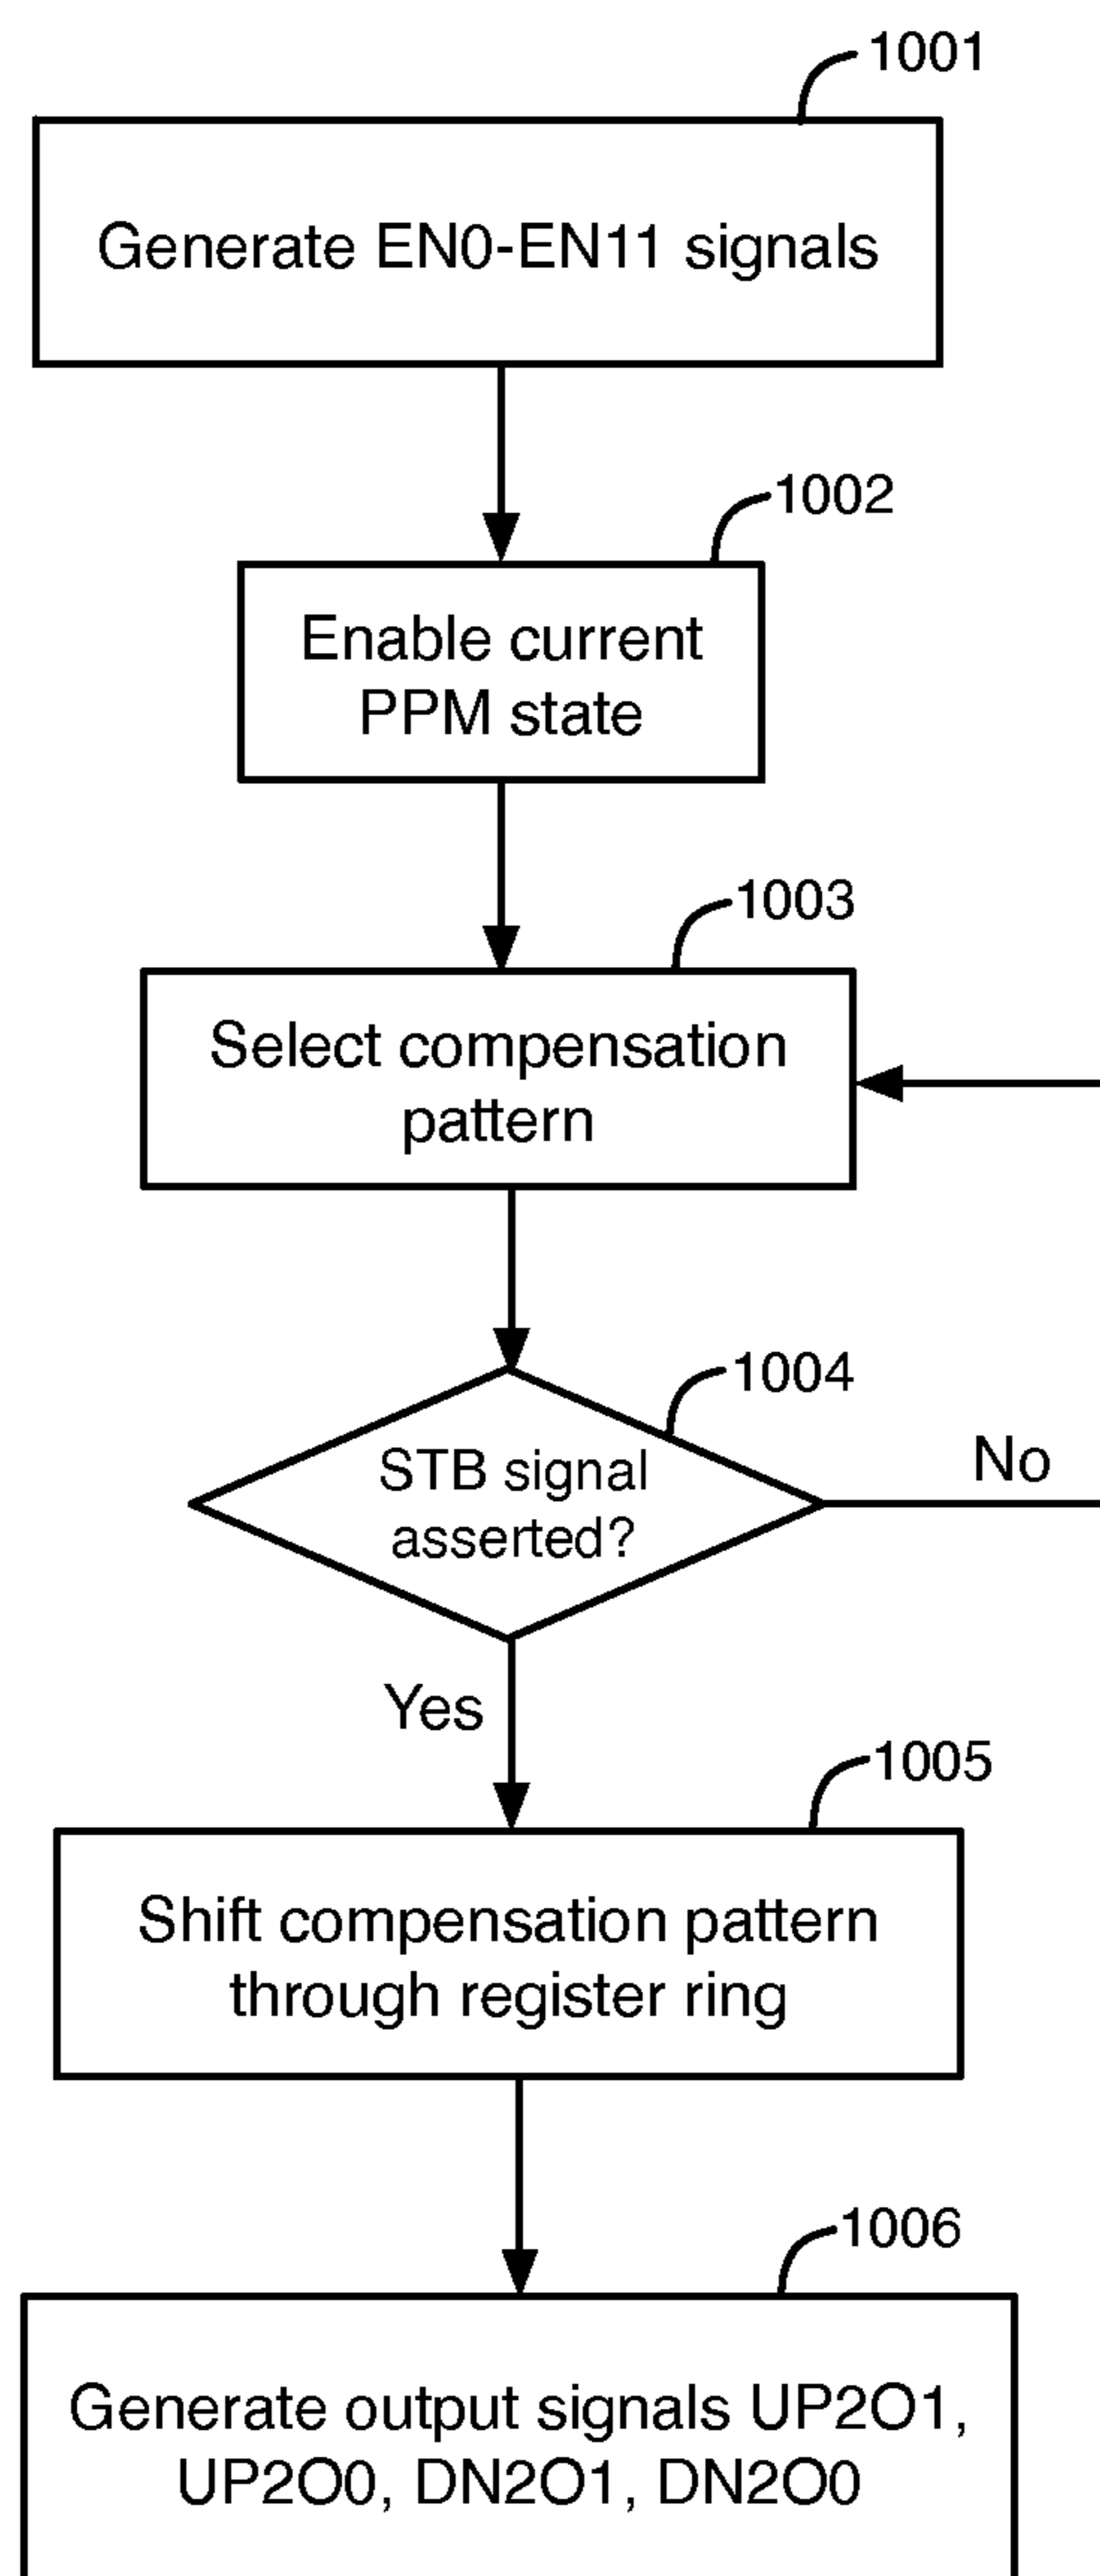 1001
Generate EN0-EN11 signals
1002
Enable current
PPM state
1003
Select compensation
pattern
1004
STB signal
asserted?
No
Yes
1005
Shift compensation pattern
through register ring
1006
Generate output signals UP2O1,
UP2O0, DN2O1, DN2O0